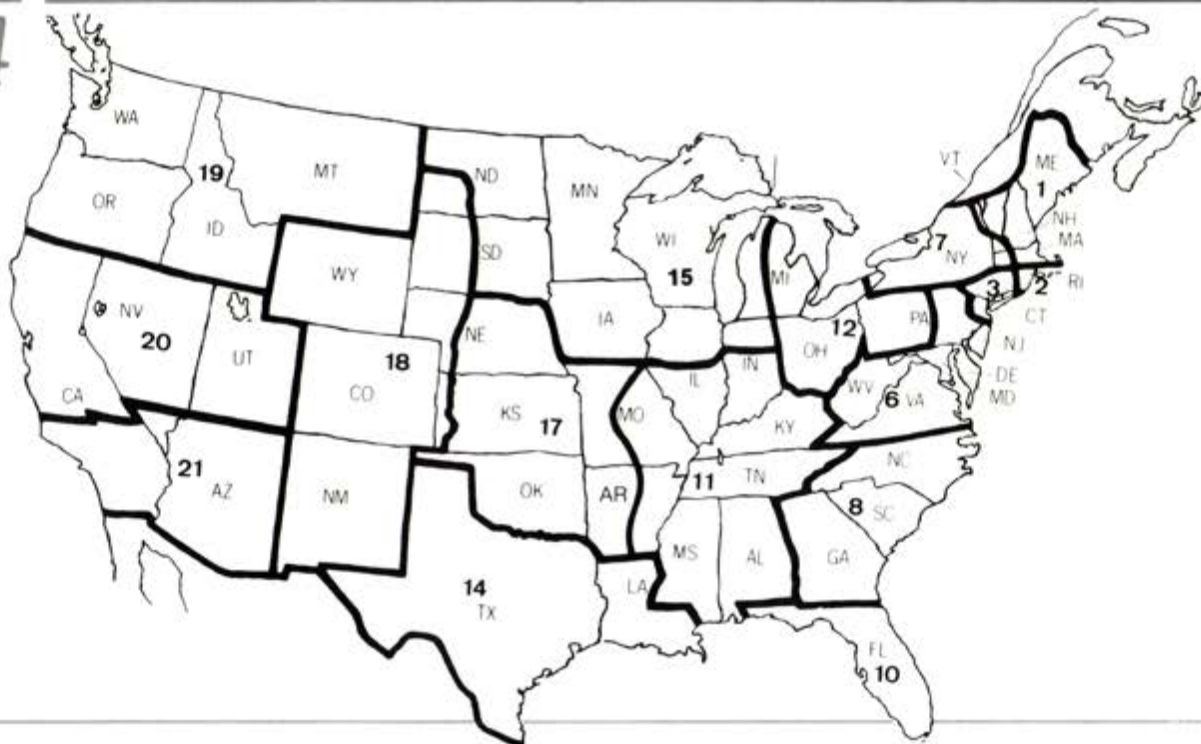 WA
19
MT
ND
MN
VT
ME
1
OR
ID
SD
WI
15
MI
7
NY
NH
MA
WY
3
2
RI
NV
20
UT
18
NE
IA
12
OH
PA
CT
NJ
CA
CO
KS
17
MO
IL
IN
WV
6
VA
DE
MD
KY
21
AZ
NM
OK
AR
11
TN
NC
8
SC
14
TX
LA
MS
AL
GA
FL
10